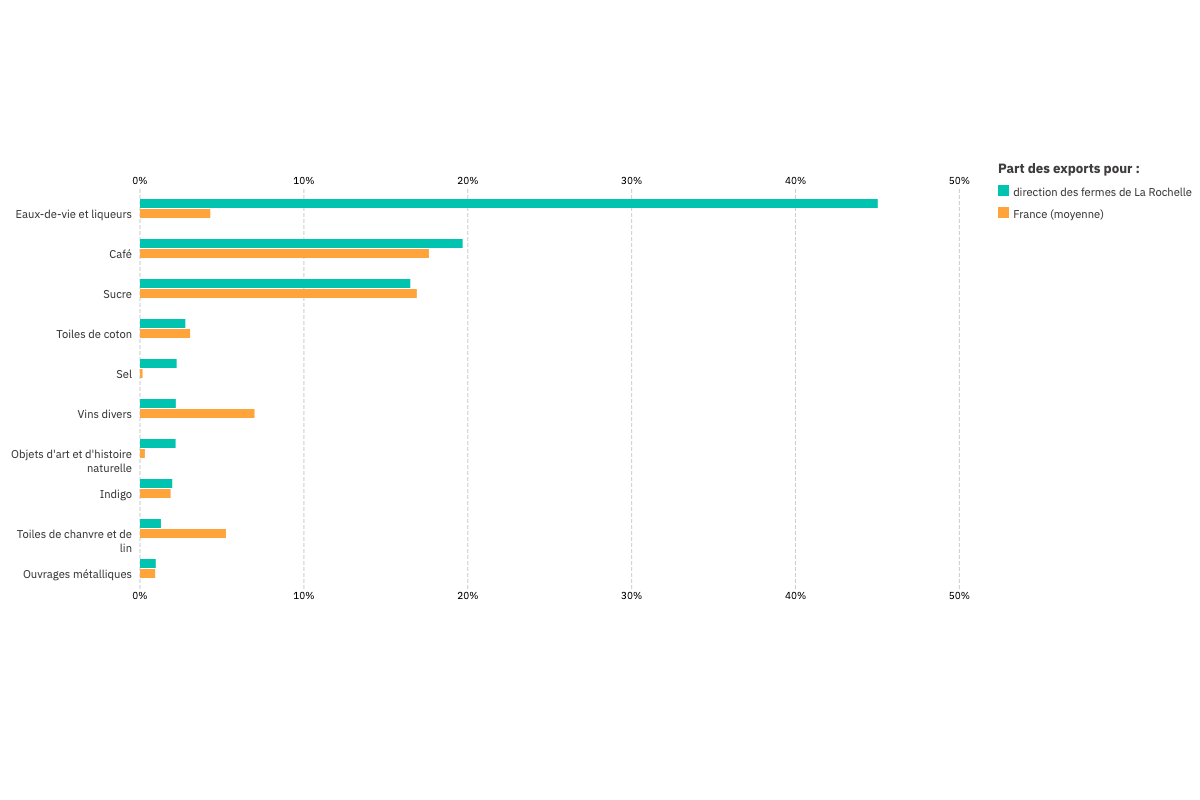 Part des exports pour :
direction des fermes de La Rochelle
France (moyenne)
0% 10% 20% 30% 40% 50%
Eaux-de-vie et liqueurs
Café
Sucre
Toiles de coton
Sel
Vins divers
Objets d'art et d'histoire
naturelle
Indigo
Toiles de chanvre et de
lin
Ouvrages métalliques
0% 10% 20% 30% 40% 50%